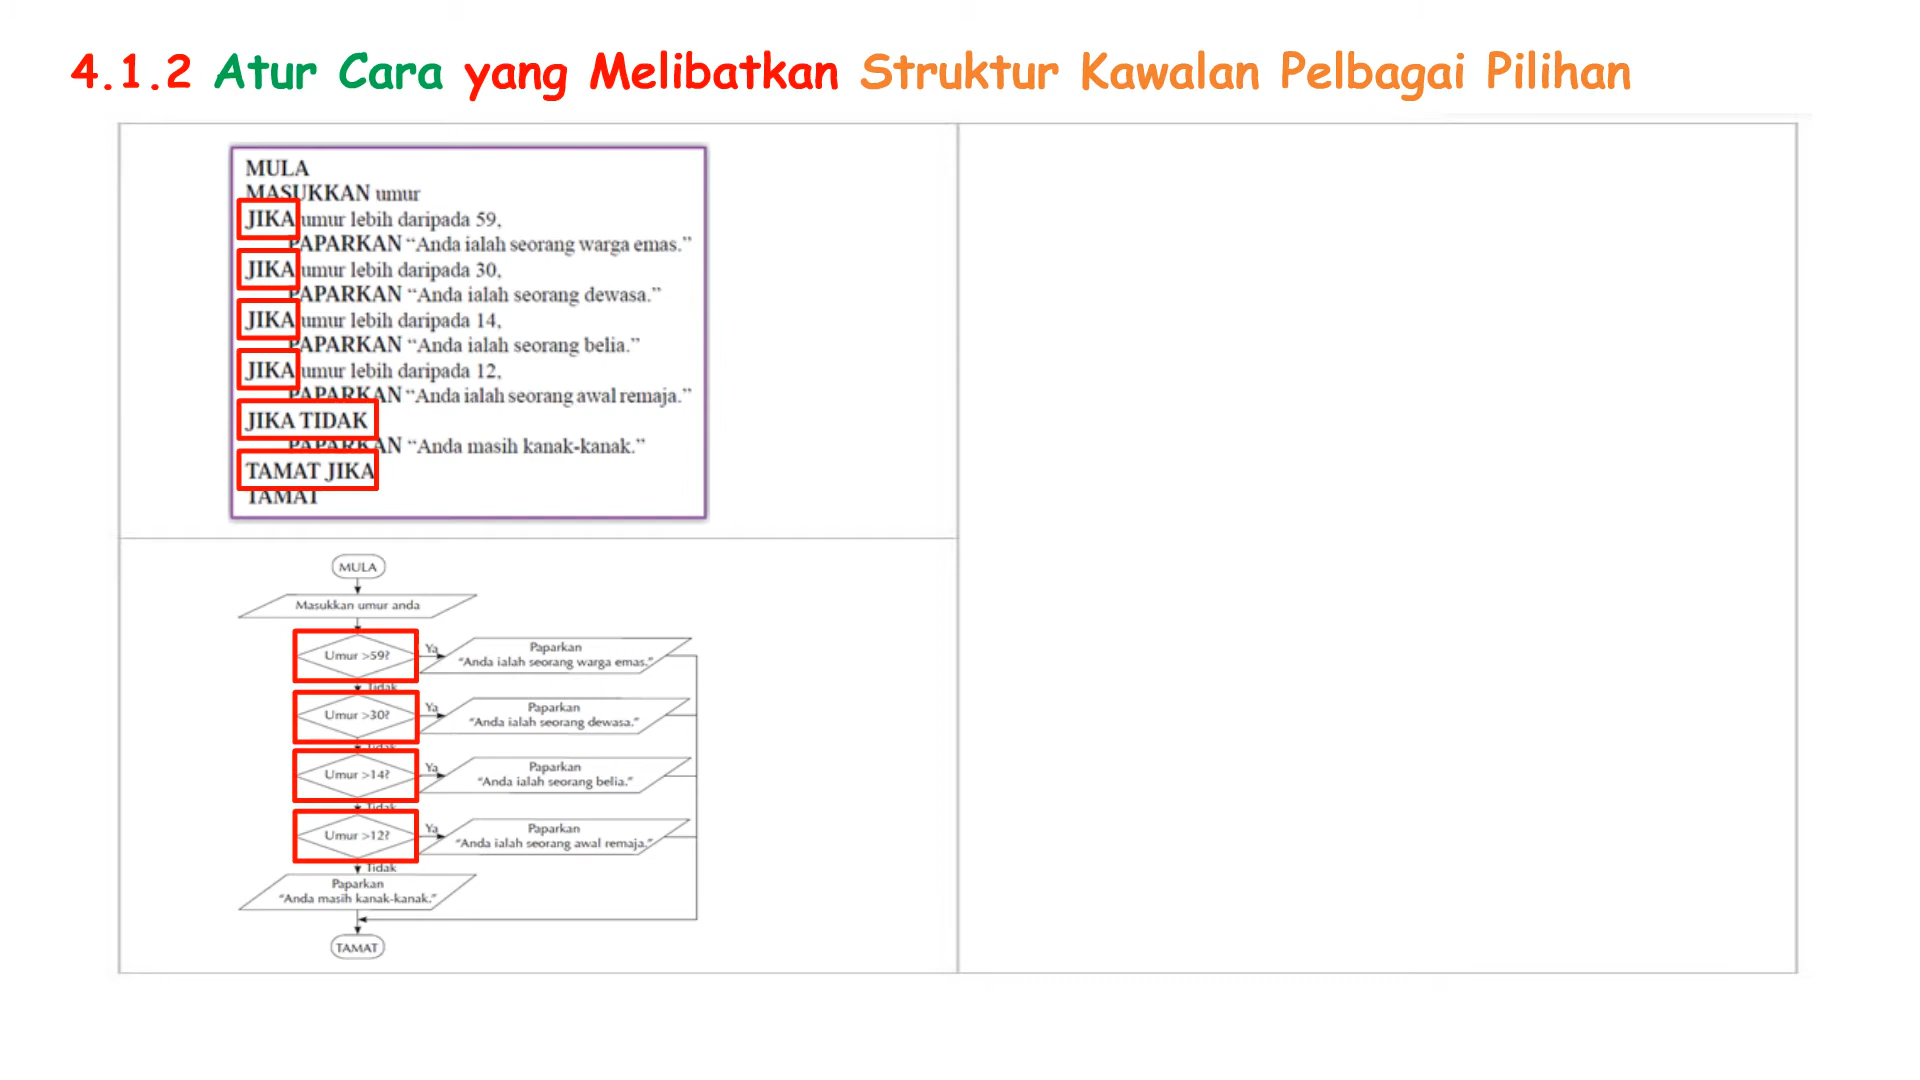 4.1.2 Atur Cara yang Melibatkan Struktur Kawalan Pelbagai Pilihan
MULA
MASUKKAN umur
JIKA umur lebih daripada 59,
PAPARKAN “Anda ialah seorang warga emas.”
JIKA umur lebih daripada 30,
PAPARKAN “Anda ialah seorang dewasa.”
JIKA umur lebih daripada 14,
PAPARKAN “Anda ialah seorang belia.”
JIKA umur lebih daripada 12,
PAPARKAN “Anda ialah seorang awal remaja.”
JIKA TIDAK
PAPARKAN “Anda masih kanak-kanak.”
TAMAT JIKA
TAMAT
MULA
Masukkan umur anda
Umur >59?
Ya
Paparkan
“Anda ialah seorang warga emas.”
Tidak
Umur >30?
Ya
Paparkan
“Anda ialah seorang dewasa.”
Tidak
Umur >14?
Ya
Paparkan
“Anda ialah seorang belia.”
Tidak
Umur >12?
Ya
Paparkan
“Anda ialah seorang awal remaja.”
Tidak
Paparkan
“Anda masih kanak-kanak.”
TAMAT